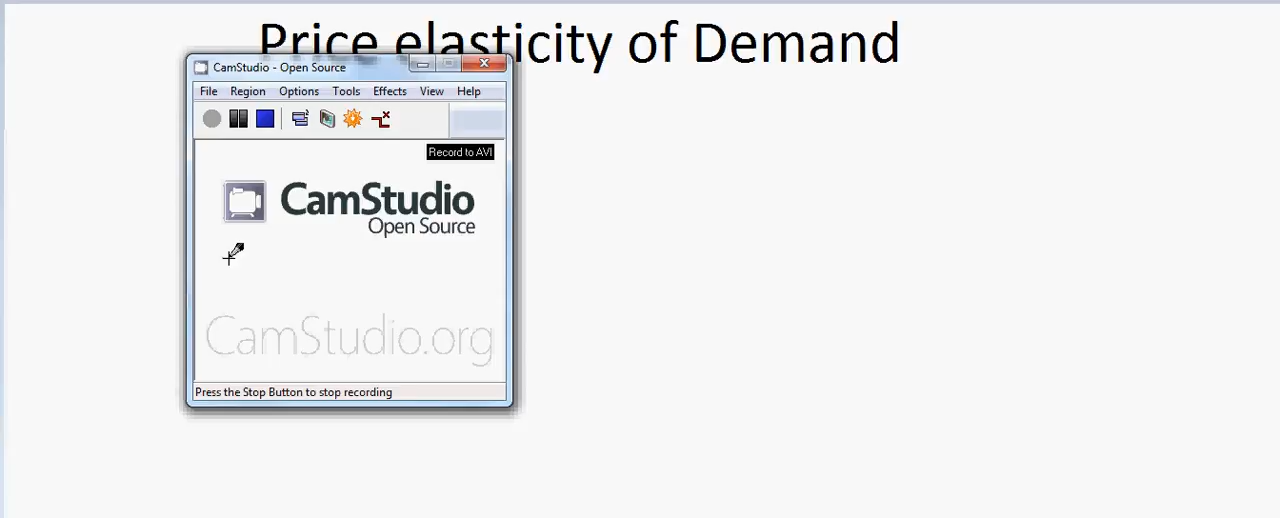 Price elasticity of Demand
CamStudio - Open Source
File Region Options Tools Effects View Help
Record to AVI
CamStudio
Open Source
CamStudio.org
Press the Stop Button to stop recording